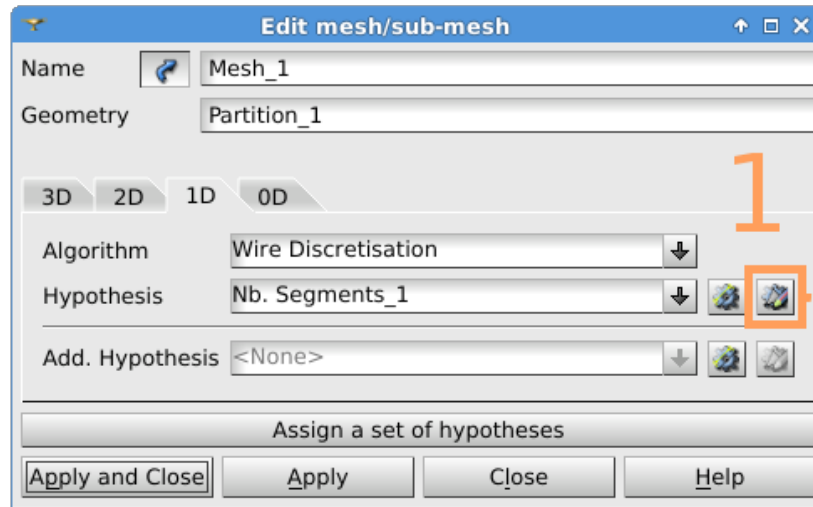 Edit mesh/sub-mesh
Name Mesh_1
Geometry Partition_1
1
3D 2D 1D 0D
Algorithm Wire Discretisation
Hypothesis Nb. Segments_1
Add. Hypothesis <None>
Assign a set of hypotheses
Apply and Close Apply Close Help